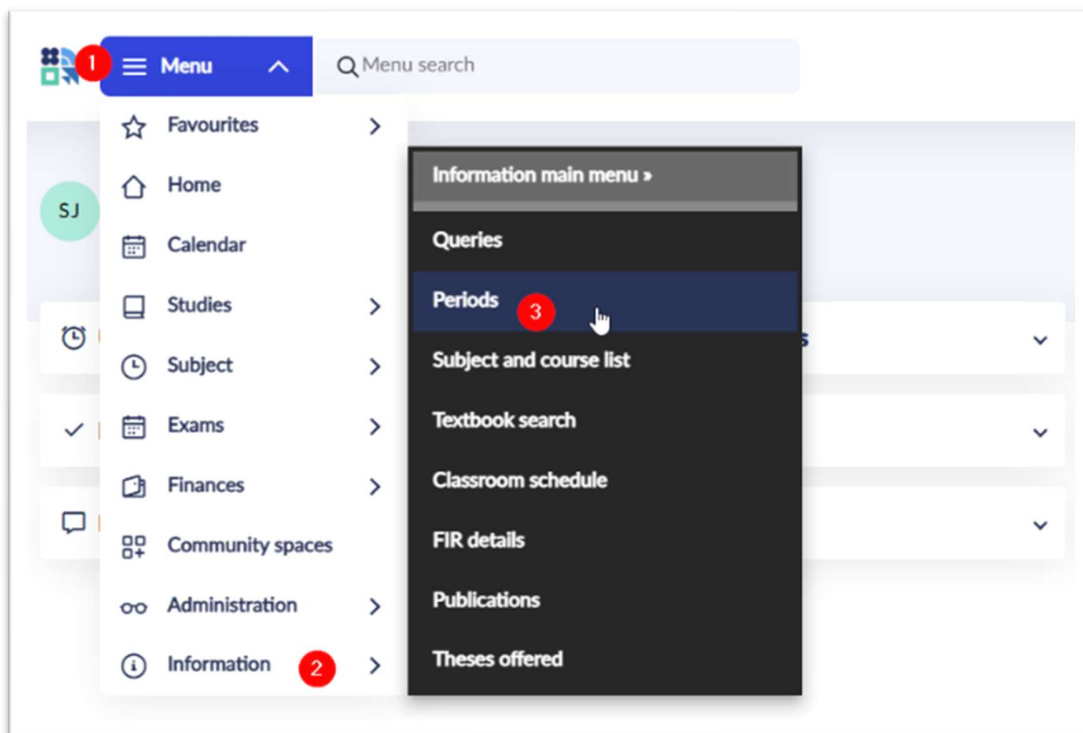 1
Menu
Menu search
Favourites
Home
SJ
Calendar
Studies
Subject
Exams
Finances
Community spaces
Administration
Information
2
Information main menu »
Queries
Periods
3
Subject and course list
Textbook search
Classroom schedule
FIR details
Publications
Theses offered